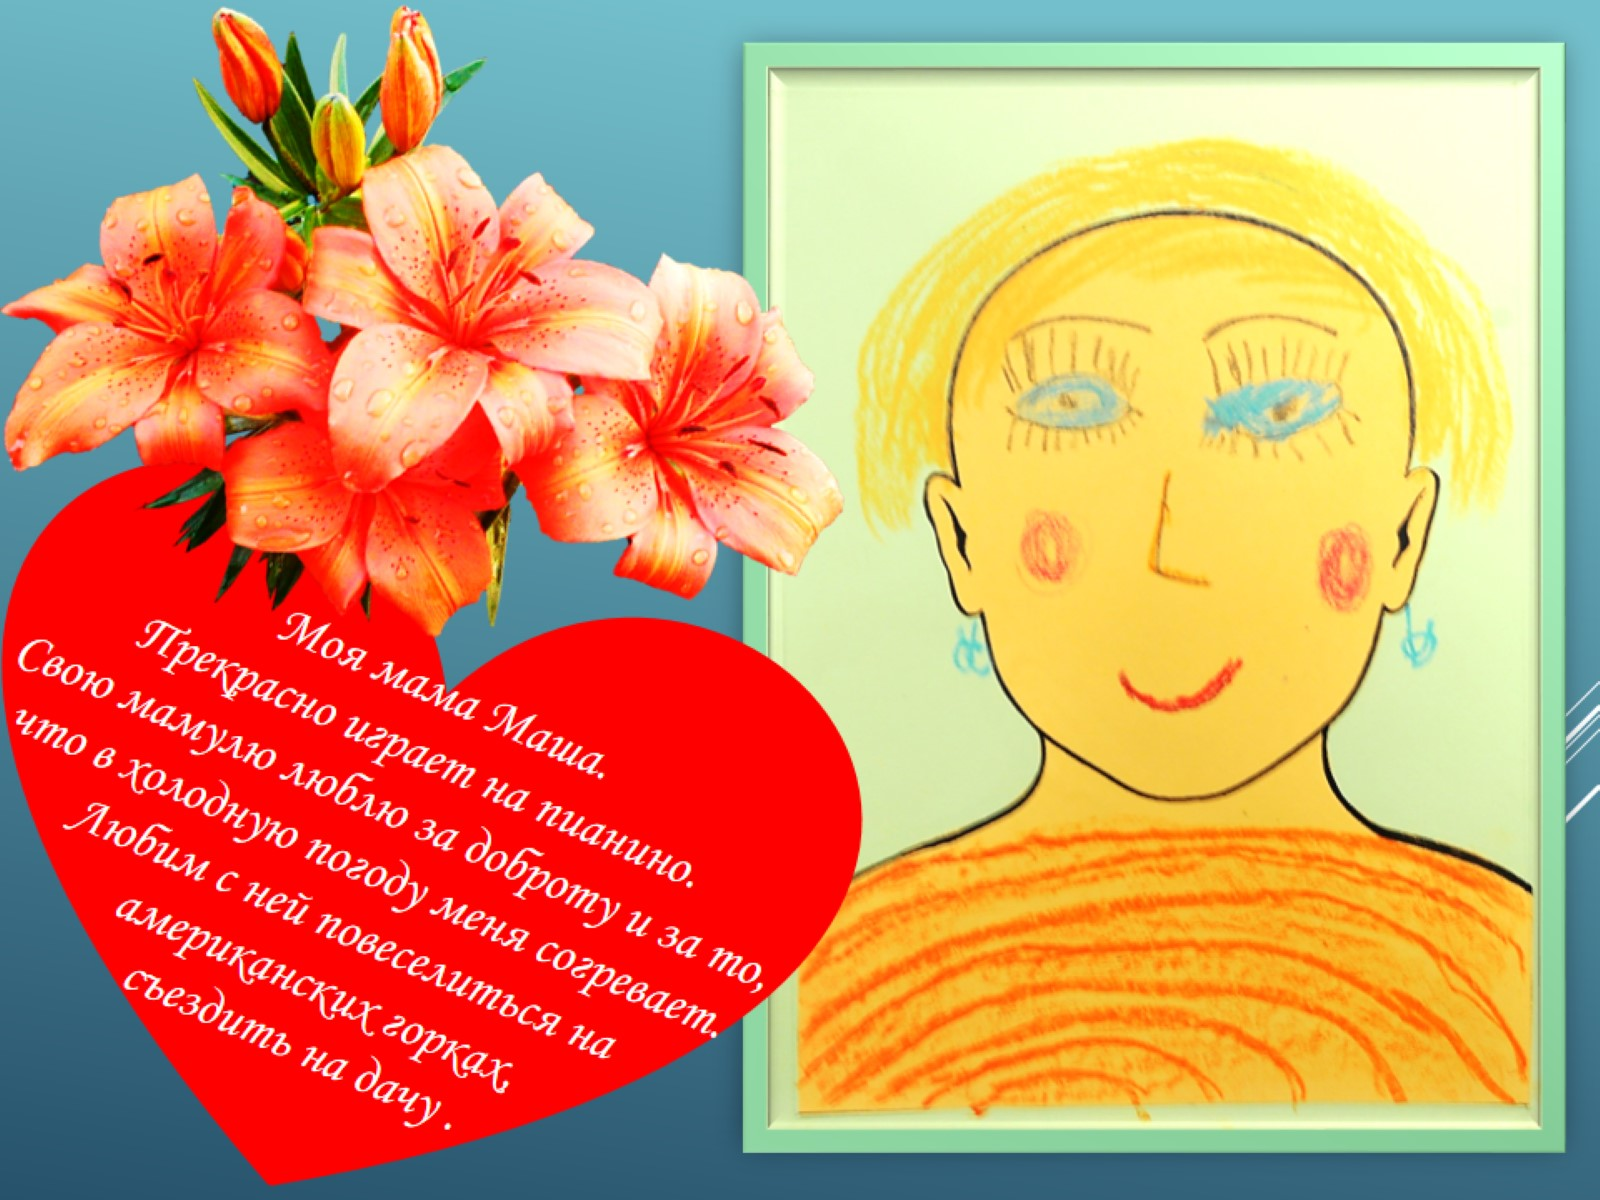 Моя мама Маша.
Прекрасно играет на пианино.
Свою мамулю люблю за доброту и за то,
что в холодную погоду меня согревает.
Любим с ней повеселиться на
американских горках,
съездить на дачу .